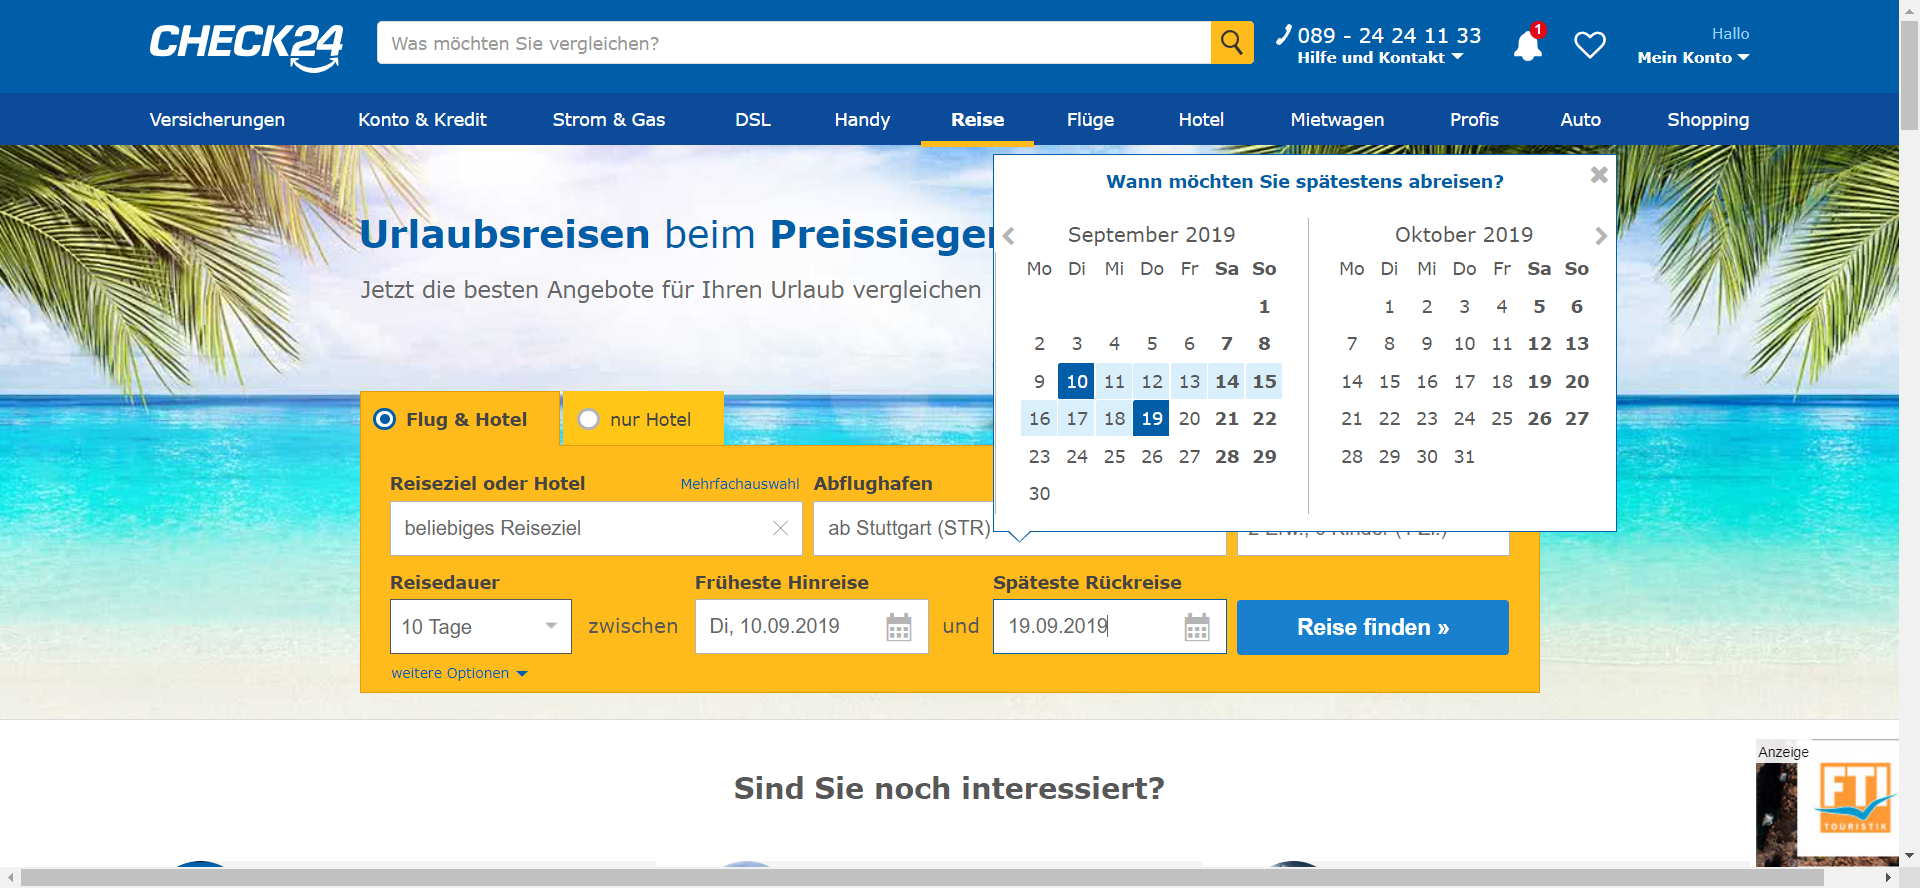 CHECK24
Was möchten Sie vergleichen?
089 - 24 24 11 33
Hilfe und Kontakt
1
Hallo
Mein Konto
Versicherungen Konto & Kredit Strom & Gas DSL Handy Reise Flüge Hotel Mietwagen Profis Auto Shopping
Urlaubsreisen beim Preissieger
Jetzt die besten Angebote für Ihren Urlaub vergleichen
Wann möchten Sie spätestens abreisen?
September 2019
Mo Di Mi Do Fr Sa So
1
2 3 4 5 6 7 8
9 10 11 12 13 14 15
16 17 18 19 20 21 22
23 24 25 26 27 28 29
30
Oktober 2019
Mo Di Mi Do Fr Sa So
1 2 3 4 5 6
7 8 9 10 11 12 13
14 15 16 17 18 19 20
21 22 23 24 25 26 27
28 29 30 31
Flug & Hotel nur Hotel
Reiseziel oder Hotel Mehrfachauswahl Abflughafen
beliebiges Reiseziel ab Stuttgart (STR)
Reisedauer Früheste Hinreise Späteste Rückreise
10 Tage zwischen Di, 10.09.2019 und 19.09.2019 Reise finden »
weitere Optionen
Sind Sie noch interessiert?
Anzeige
FTI
TOURISTIK